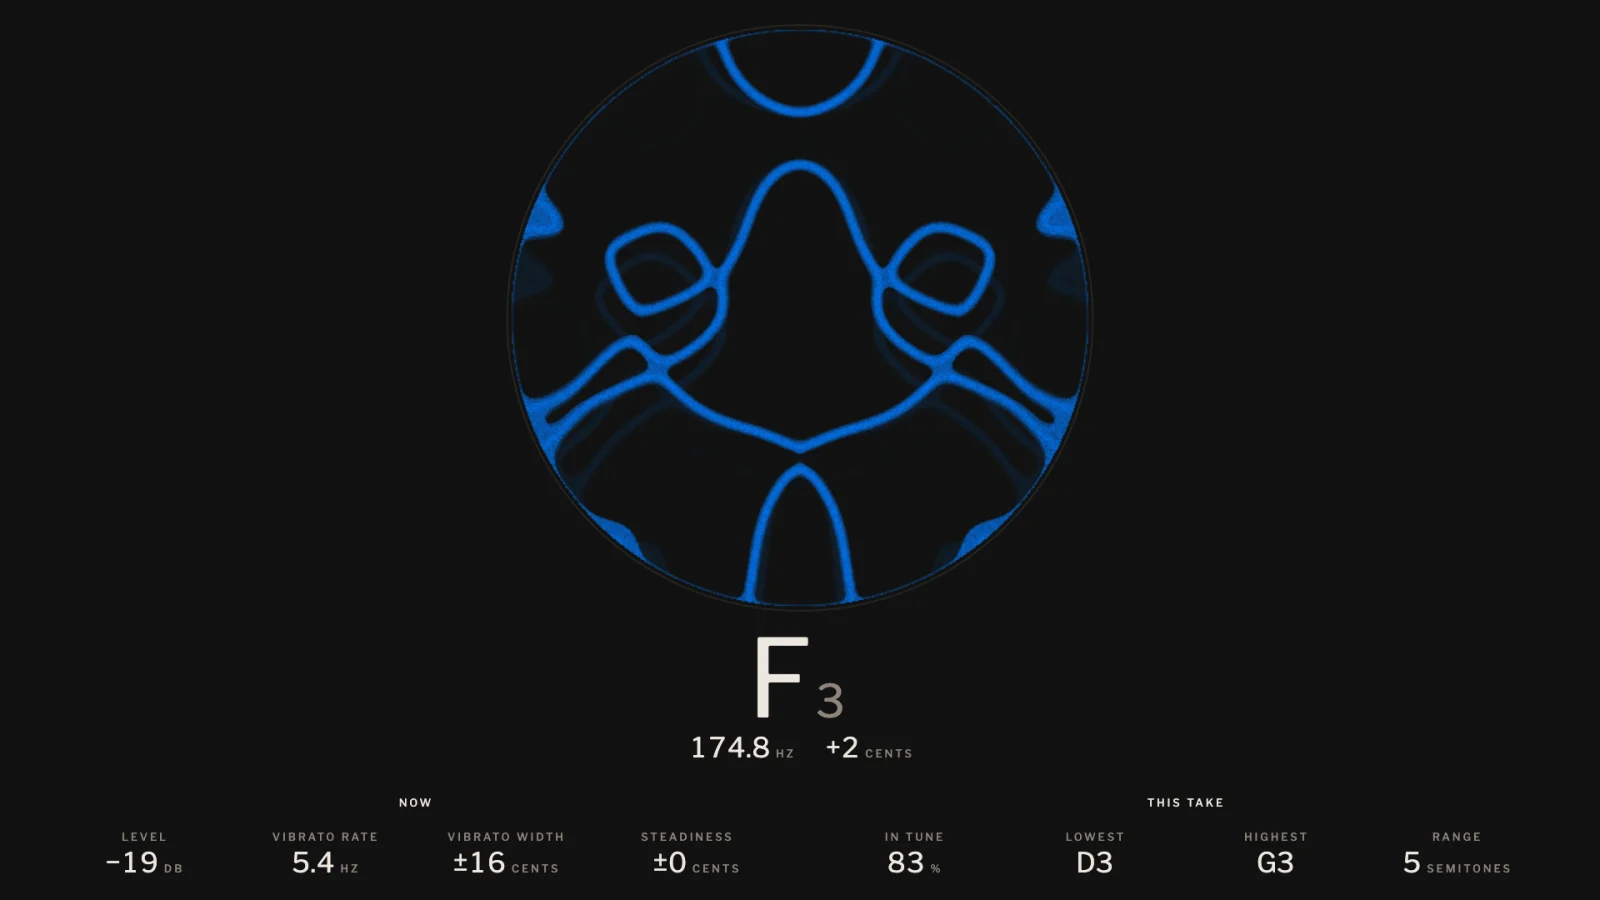 F 3
174.8 HZ +2 CENTS
NOW THIS TAKE
LEVEL VIBRATO RATE VIBRATO WIDTH STEADINESS IN TUNE LOWEST HIGHEST RANGE
−19 DB 5.4 HZ ±16 CENTS ±0 CENTS 83 % D3 G3 5 SEMITONES